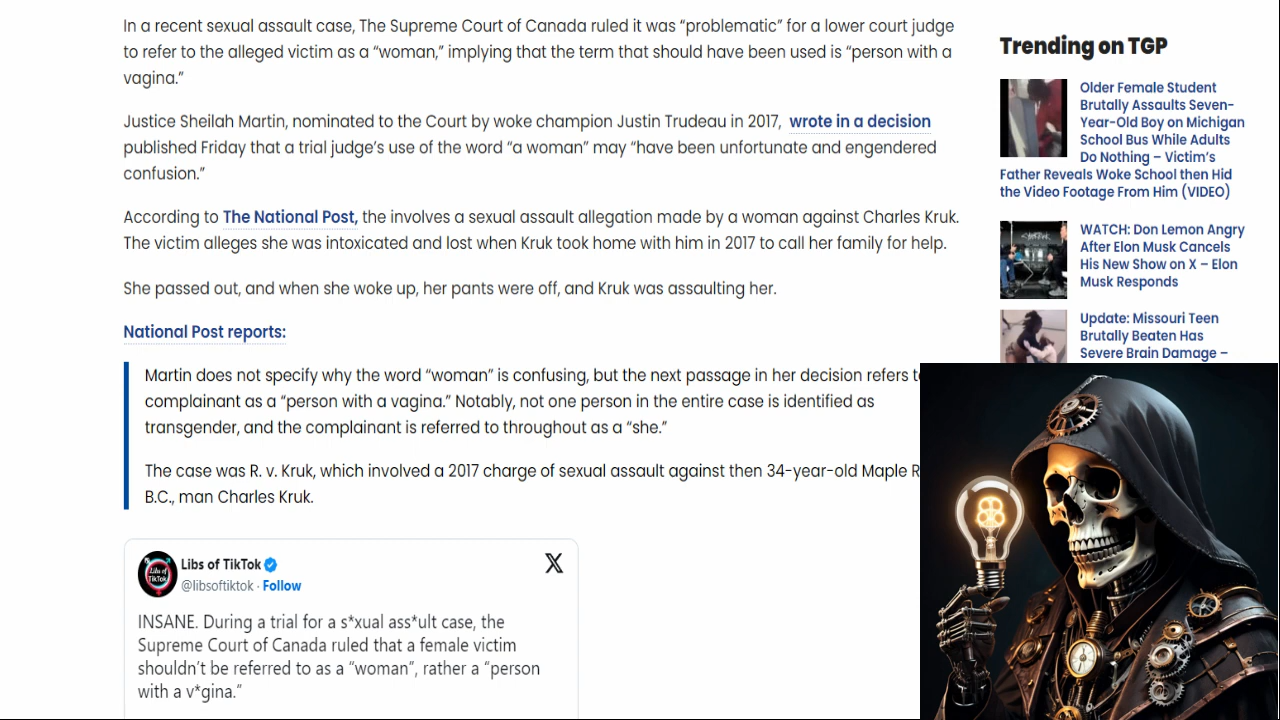 In a recent sexual assault case, The Supreme Court of Canada ruled it was “problematic” for a lower court judge
to refer to the alleged victim as a “woman,” implying that the term that should have been used is “person with a
vagina.”
Justice Sheilah Martin, nominated to the Court by woke champion Justin Trudeau in 2017, wrote in a decision
published Friday that a trial judge’s use of the word “a woman” may “have been unfortunate and engendered
confusion.”
According to The National Post, the involves a sexual assault allegation made by a woman against Charles Kruk.
The victim alleges she was intoxicated and lost when Kruk took home with him in 2017 to call her family for help.
She passed out, and when she woke up, her pants were off, and Kruk was assaulting her.
National Post reports:
Martin does not specify why the word “woman” is confusing, but the next passage in her decision refers
complainant as a “person with a vagina.” Notably, not one person in the entire case is identified as
transgender, and the complainant is referred to throughout as a “she.”
The case was R. v. Kruk, which involved a 2017 charge of sexual assault against then 34-year-old Maple
B.C., man Charles Kruk.
Libs of TikTok
@libsoftiktok · Follow
INSANE. During a trial for a s*xual ass*ult case, the
Supreme Court of Canada ruled that a female victim
shouldn’t be referred to as a “woman”, rather a “person
with a v*gina.”
Trending on TGP
Older Female Student
Brutally Assaults Seven-
Year-Old Boy on Michigan
School Bus While Adults
Do Nothing – Victim’s
Father Reveals Woke School then Hid
the Video Footage From Him (VIDEO)
WATCH: Don Lemon Angry
After Elon Musk Cancels
His New Show on X – Elon
Musk Responds
Update: Missouri Teen
Brutally Beaten Has
Severe Brain Damage –